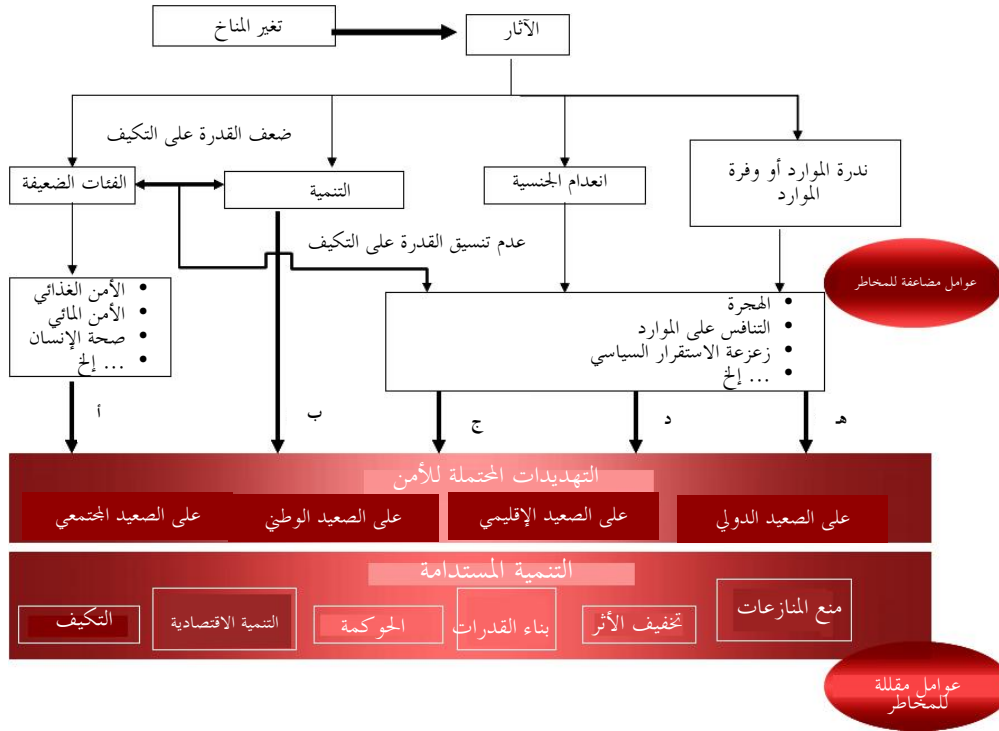 تغير المناخ
الآثار
ضعف القدرة على التكيف
الفئات الضعيفة
التنمية
انعدام الجنسية
ندرة الموارد أو وفرة
الموارد
عدم تنسيق القدرة على التكيف
عوامل مضاعفة للمخاطر
• الأمن الغذائي
• الأمن المائي
• صحة الإنسان
• ... إلخ
• الهجرة
• التنافس على الموارد
• زعزعة الاستقرار السياسي
• ... إلخ
أ
ب
ج
د
هـ
التهديدات المحتملة للأمن
على الصعيد الدولي
على الصعيد الإقليمي
على الصعيد الوطني
على الصعيد المجتمعي
التنمية المستدامة
منع المنازعات
تخفيف الأثر
بناء القدرات
الحوكمة
التنمية الاقتصادية
التكيف
عوامل مقللة
للمخاطر